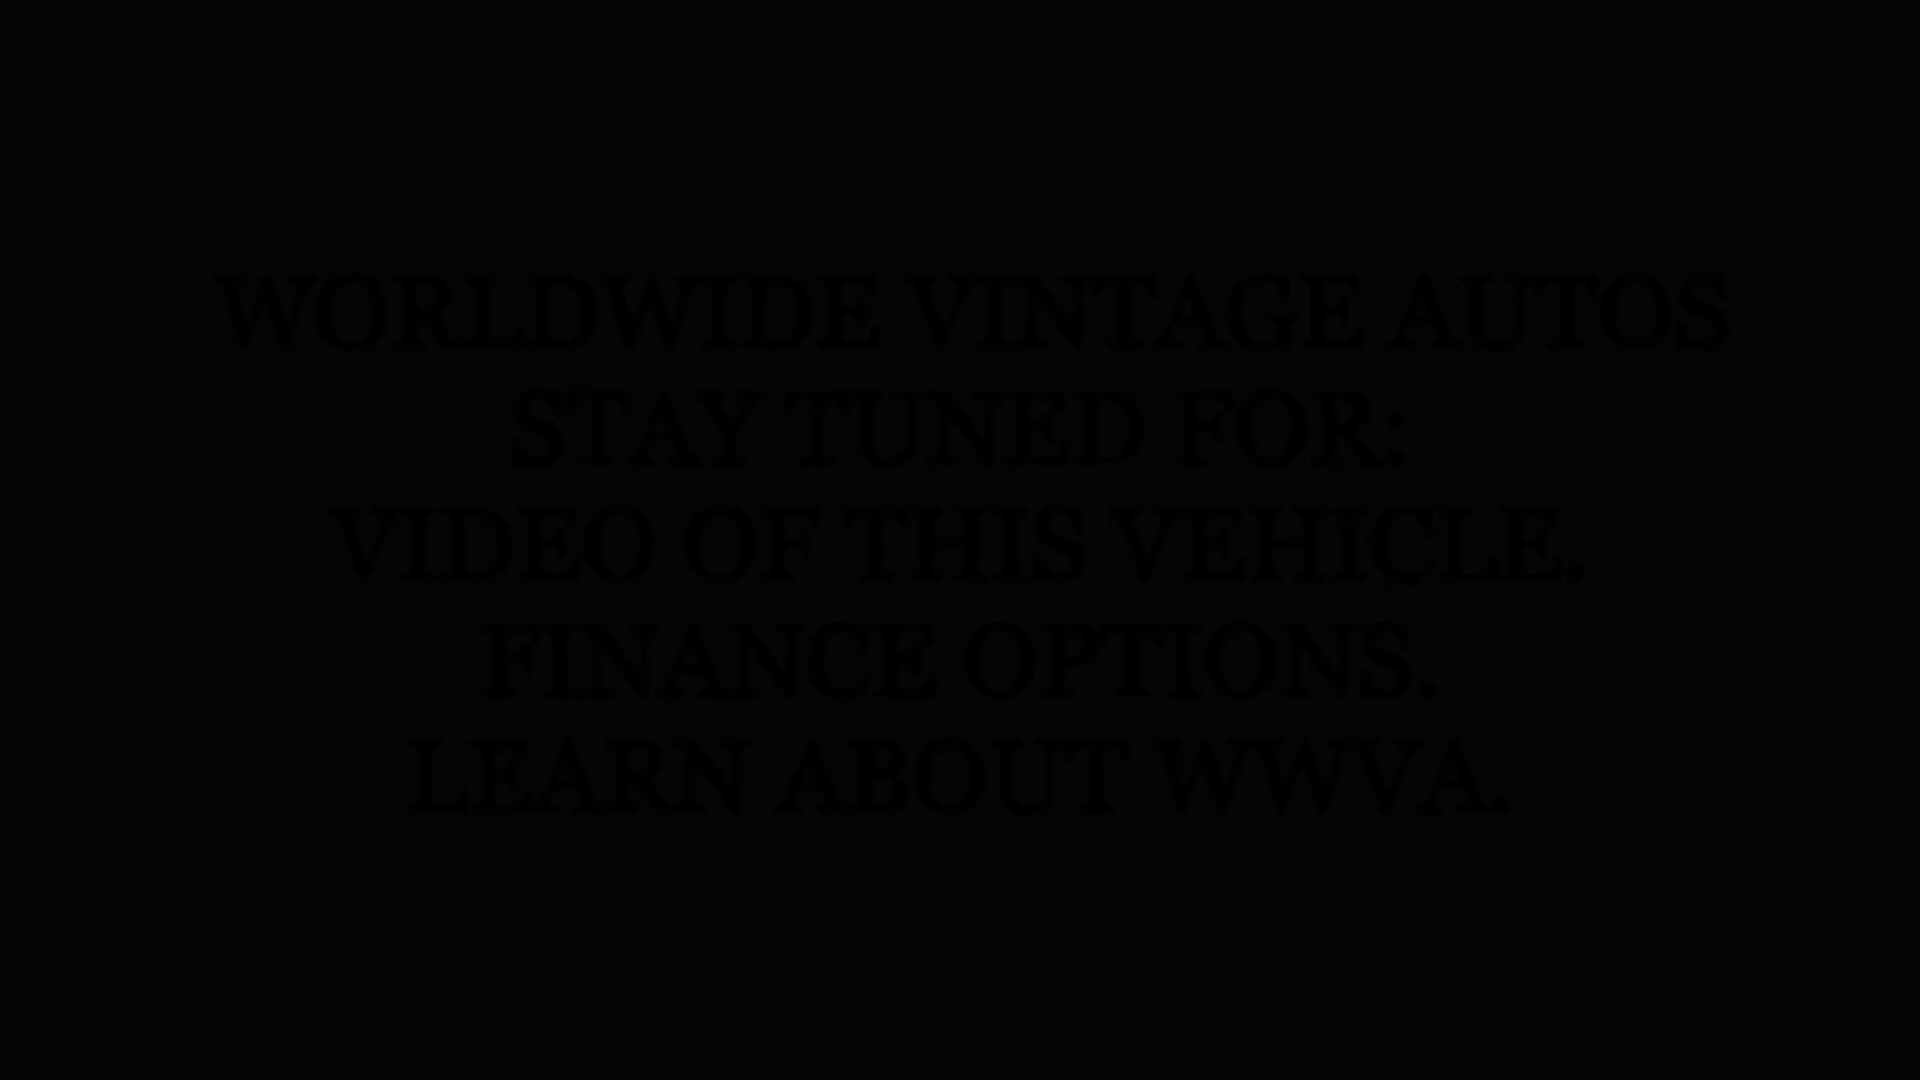 WORLDWIDE VINTAGE AUTOS
STAY TUNED FOR:
VIDEO OF THIS VEHICLE.
FINANCE OPTIONS.
LEARN ABOUT WWVA.